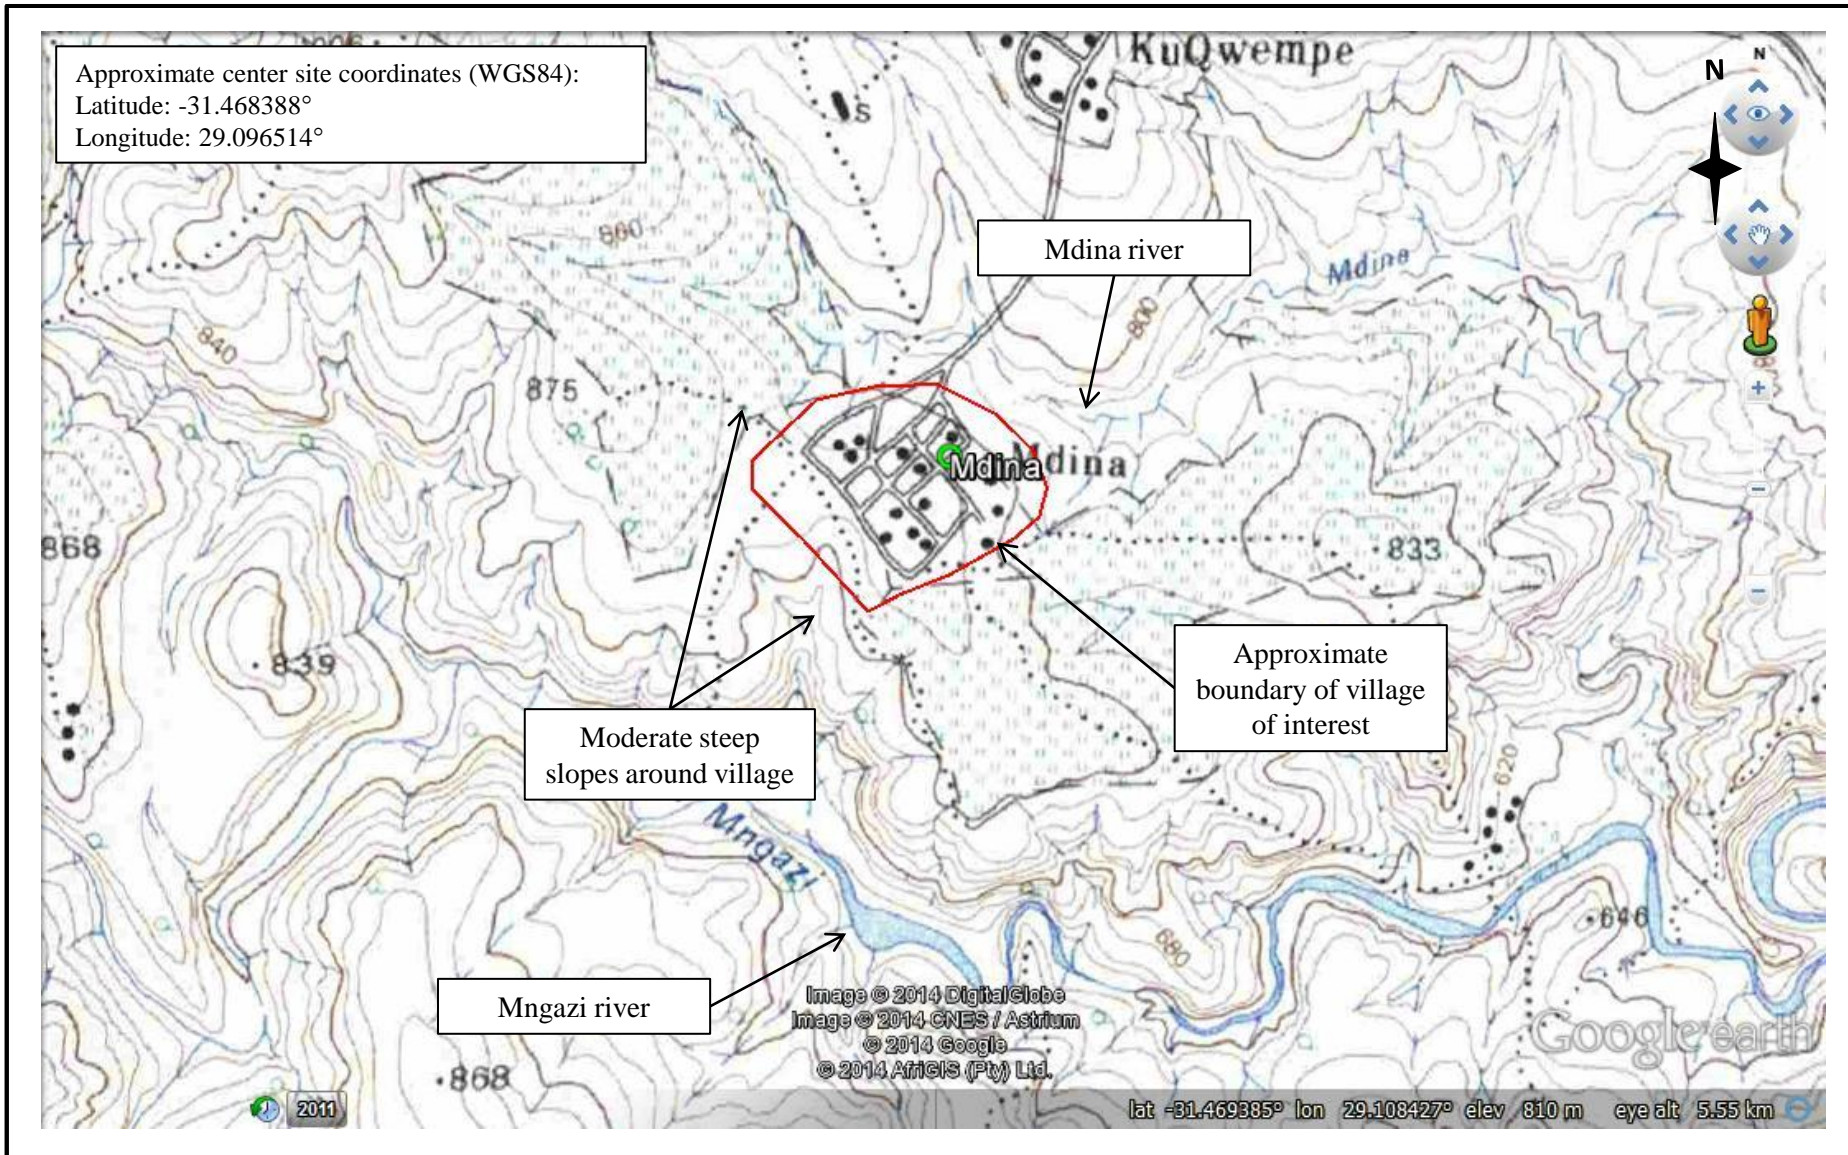 Approximate center site coordinates (WGS84):
Latitude: -31.468388°
Longitude: 29.096514°
KuQwempe
N
N
S
860
Mdina river
Mdina
800
840
875
Mdina
Mdina
868
833
839
Approximate
boundary of village
of interest
Moderate steep
slopes around village
620
Mngazi
646
680
Mngazi river
Image © 2014 DigitalGlobe
Image © 2014 CNES / Astrium
© 2014 Google
© 2014 AfriGIS (Pty) Ltd.
Google earth
868
2011
lat -31.469385° lon 29.108427° elev 810 m eye alt 5.55 km